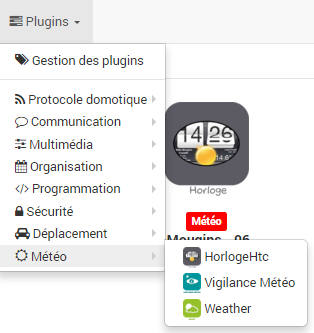 Plugins
Gestion des plugins
Protocole domotique
Communication
Multimédia
Organisation
Programmation
Sécurité
Déplacement
Météo
14 26
Horloge
Météo
Mougins 06
HorlogeHtc
Vigilance Météo
Weather